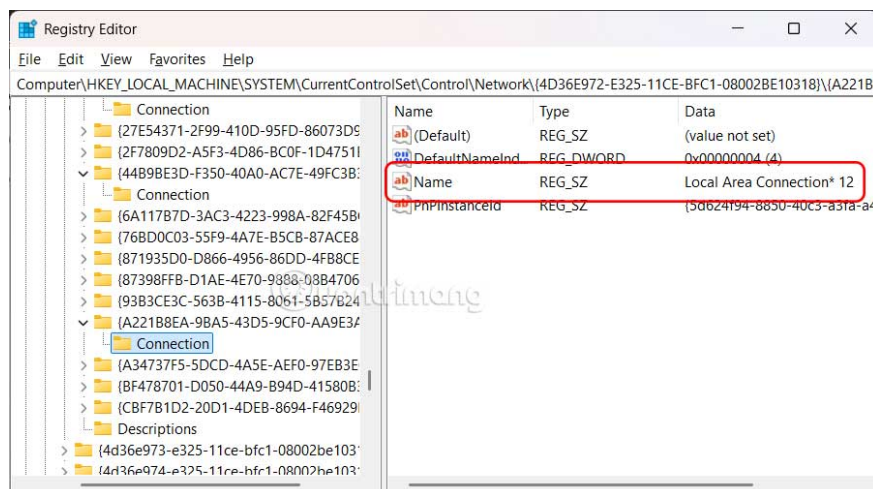 Registry Editor
File Edit View Favorites Help
Computer\HKEY_LOCAL_MACHINE\SYSTEM\CurrentControlSet\Control\Network\{4D36E972-E325-11CE-BFC1-08002BE10318}\{A221B
Connection
{27E54371-2F99-410D-95FD-86073D9
{2F7809D2-A5F3-4D86-BC0F-1D4751
{44B9BE3D-F350-40A0-AC7E-49FC3B
Connection
{6A117B7D-3AC3-4223-998A-82F45B
{76BD0C03-55F9-4A7E-B5CB-87ACE8
{871935D0-D866-4956-86DD-4FB8CE
{87398FFB-D1AE-4E70-9888-08B4706
{93B3CE3C-563B-4115-8061-5B57B24
{A221B8EA-9BA5-43D5-9CF0-AA9E3A
Connection
{A34737F5-5DCD-4A5E-AEF0-97EB3E
{BF478701-D050-44A9-B94D-41580B
{CBF7B1D2-20D1-4DEB-8694-F46929
Descriptions
{4d36e973-e325-11ce-bfc1-08002be103
{4d36e974-e325-11ce-bfc1-08002be103
Name Type Data
(Default) REG_SZ (value not set)
DefaultNameInd... REG_DWORD 0x00000004 (4)
Name REG_SZ Local Area Connection* 12
PnPInstanceId REG_SZ {5d624f94-8850-40c3-a3fa-a4
uantrimang